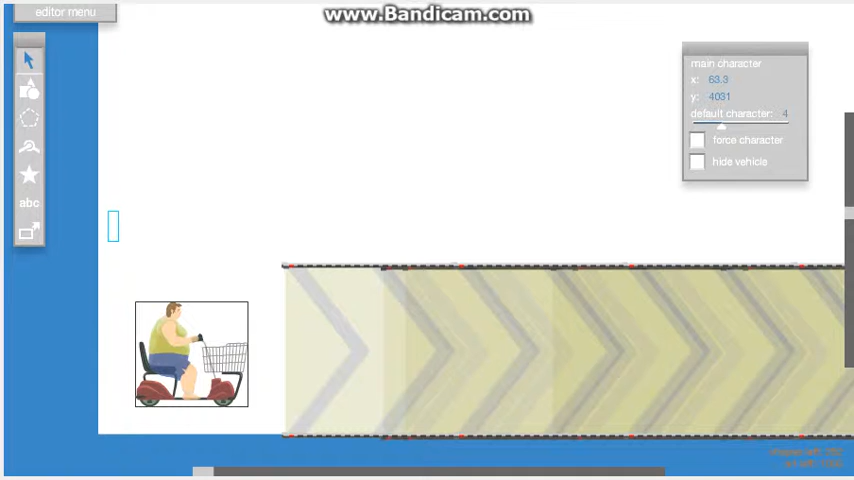 editor menu
www.Bandicam.com
main character
x: 63.3
y: 4031
default character: 4
force character
hide vehicle
abc